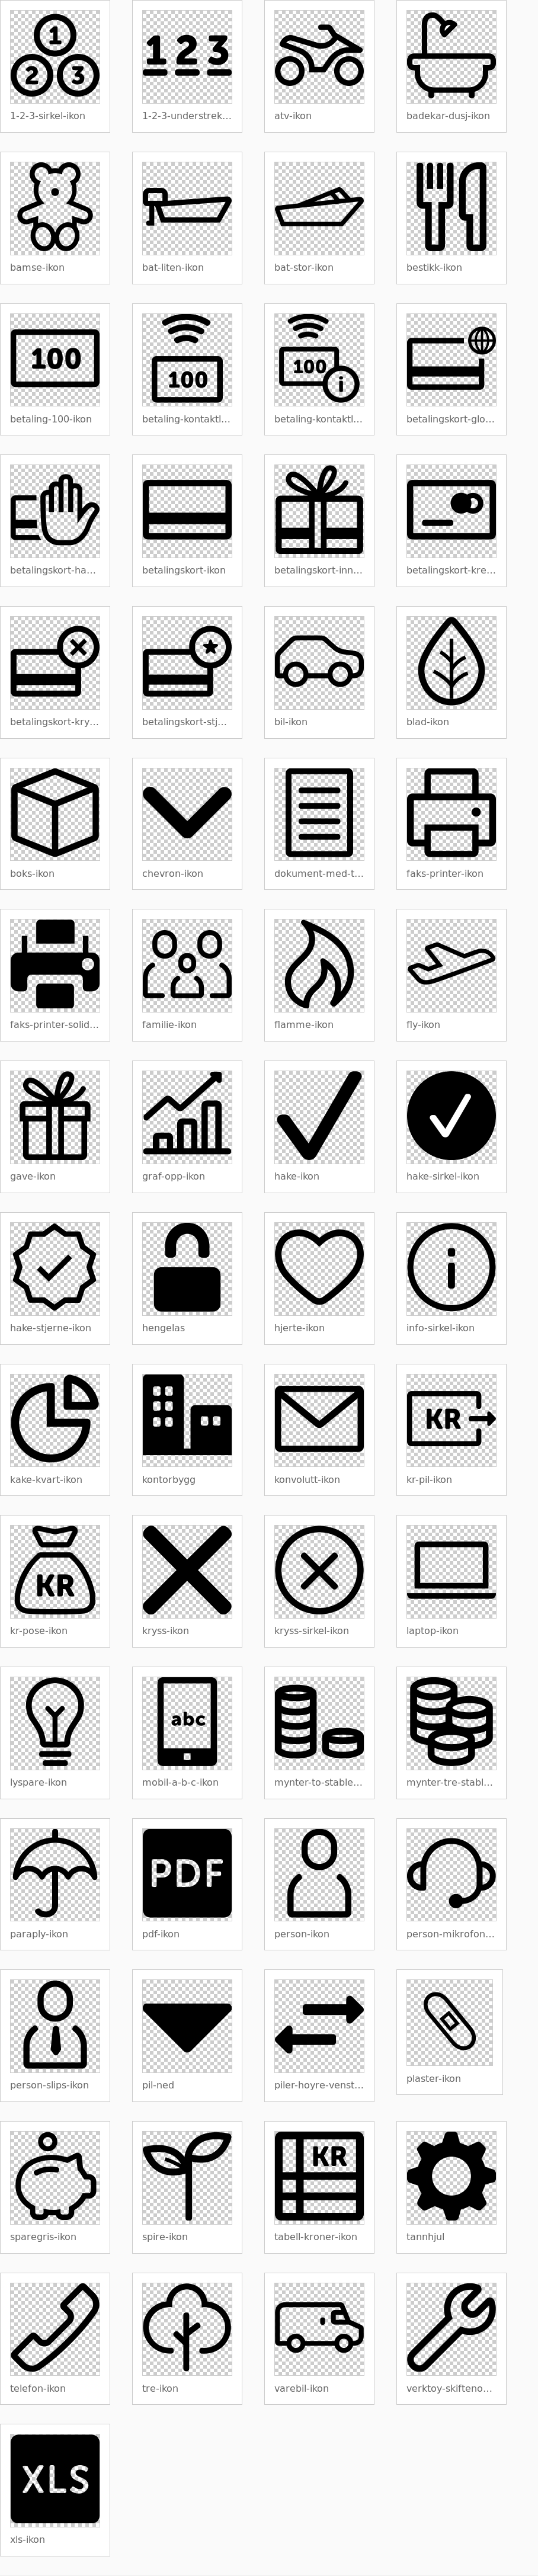 1
2 3
1 2 3
1-2-3-sirkel-ikon
1-2-3-understrek...
atv-ikon
badekar-dusj-ikon
bamse-ikon
bat-liten-ikon
bat-stor-ikon
bestikk-ikon
100
100
100
i
betaling-100-ikon
betaling-kontaktl...
betaling-kontaktl...
betalingskort-glo...
betalingskort-ha...
betalingskort-ikon
betalingskort-inn...
betalingskort-kre...
betalingskort-kry...
betalingskort-stj...
bil-ikon
blad-ikon
boks-ikon
chevron-ikon
dokument-med-t...
faks-printer-ikon
faks-printer-solid...
familie-ikon
flamme-ikon
fly-ikon
gave-ikon
graf-opp-ikon
hake-ikon
hake-sirkel-ikon
i
hake-stjerne-ikon
hengelas
hjerte-ikon
info-sirkel-ikon
KR
kake-kvart-ikon
kontorbygg
konvolutt-ikon
kr-pil-ikon
KR
kr-pose-ikon
kryss-ikon
kryss-sirkel-ikon
laptop-ikon
abc
lyspare-ikon
mobil-a-b-c-ikon
mynter-to-stable...
mynter-tre-stabl...
PDF
paraply-ikon
pdf-ikon
person-ikon
person-mikrofon...
person-slips-ikon
pil-ned
piler-hoyre-venst...
plaster-ikon
KR
sparegris-ikon
spire-ikon
tabell-kroner-ikon
tannhjul
telefon-ikon
tre-ikon
varebil-ikon
verktoy-skifteno...
XLS
xls-ikon